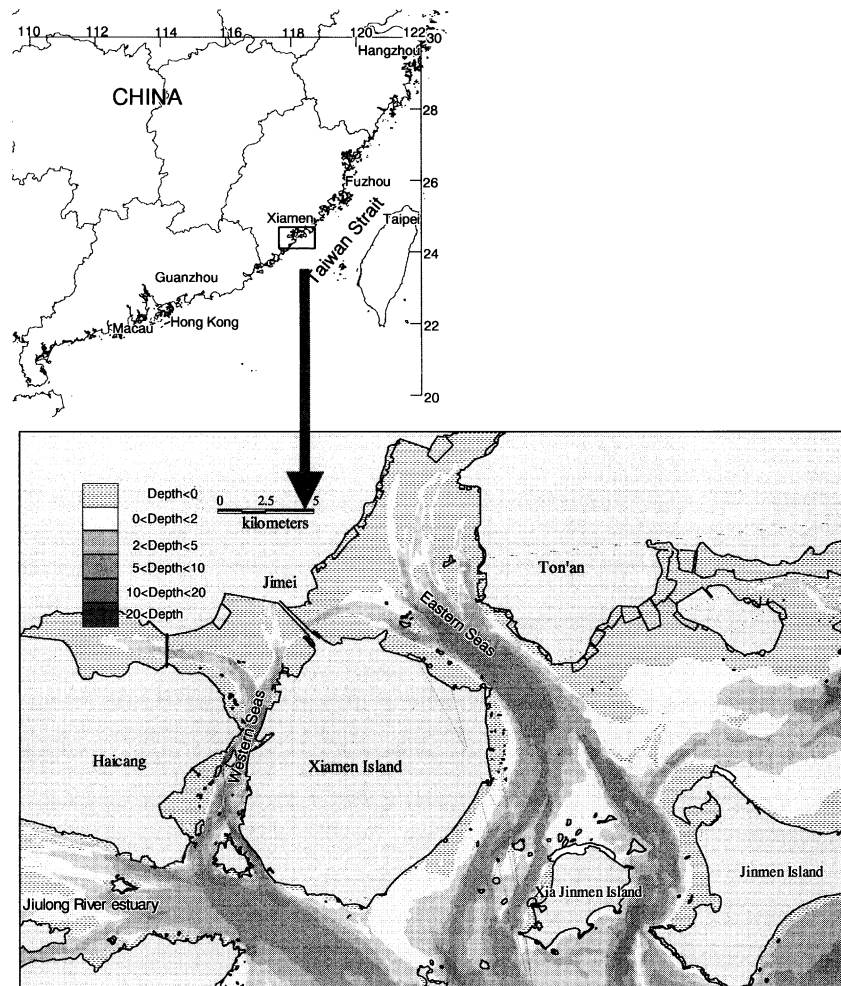 110 112 114 116 118 120 122
30
Hangzhou
CHINA
28
26
Fuzhou
Xiamen
Taiwan Strait
Taipei
24
Guanzhou
Hong Kong
Macau
22
20
Depth<0
0<Depth<2
2<Depth<5
5<Depth<10
10<Depth<20
20<Depth
0 2.5 5
kilometers
Jimei
Ton'an
Eastern Seas
Western Seas
Haicang
Xiamen Island
Jinmen Island
Xia Jinmen Island
Jiulong River estuary